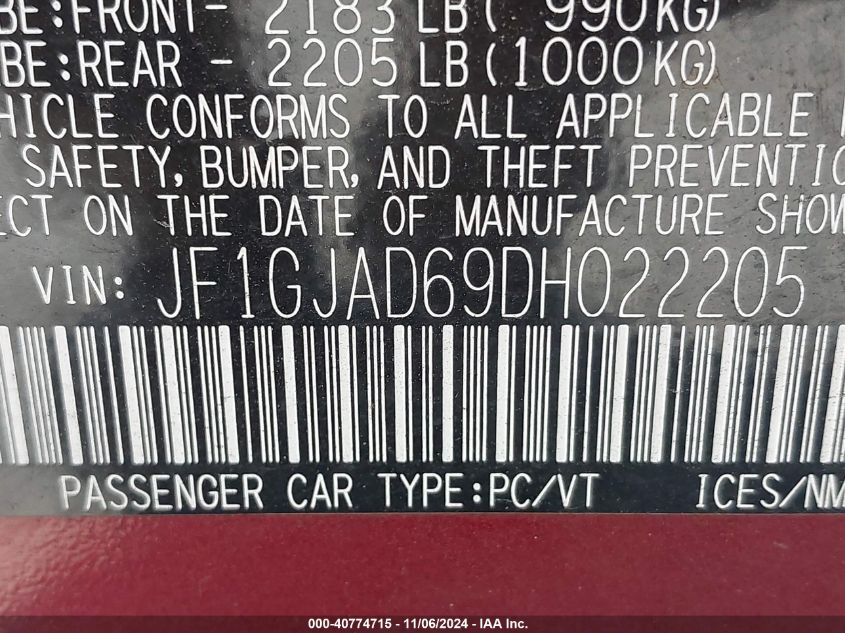 BE:FRONT- 2183 LB( 990KG)
BE:REAR - 2205 LB(1000KG)
HICLE CONFORMS TO ALL APPLICABLE
SAFETY, BUMPER, AND THEFT PREVENTIO
ECT ON THE DATE OF MANUFACTURE SHOW
VIN: JF1GJAD69DH022205
PASSENGER CAR TYPE:PC/VT ICES/NM
000-40774715 - 11/06/2024 - IAA Inc.